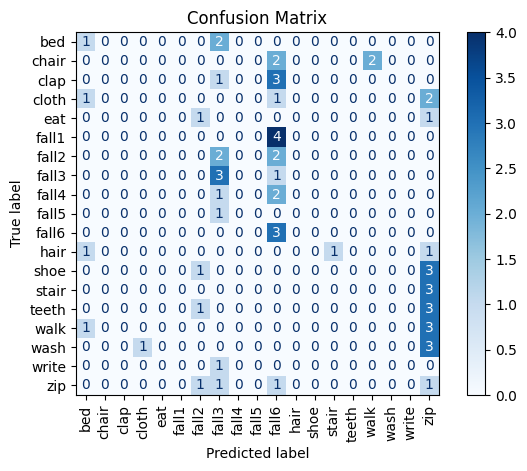 Confusion Matrix
bed 1 0 0 0 0 0 0 2 0 0 0 0 0 0 0 0 0 0 0
chair 0 0 0 0 0 0 0 0 0 0 2 0 0 0 0 2 0 0 0
clap 0 0 0 0 0 0 0 1 0 0 3 0 0 0 0 0 0 0 0
cloth 1 0 0 0 0 0 0 0 0 0 1 0 0 0 0 0 0 0 2
eat 0 0 0 0 0 0 1 0 0 0 0 0 0 0 0 0 0 0 1
fall1 0 0 0 0 0 0 0 0 0 0 4 0 0 0 0 0 0 0 0
fall2 0 0 0 0 0 0 0 2 0 0 2 0 0 0 0 0 0 0 0
fall3 0 0 0 0 0 0 0 3 0 0 1 0 0 0 0 0 0 0 0
fall4 0 0 0 0 0 0 0 1 0 0 2 0 0 0 0 0 0 0 0
fall5 0 0 0 0 0 0 0 1 0 0 0 0 0 0 0 0 0 0 0
fall6 0 0 0 0 0 0 0 0 0 0 3 0 0 0 0 0 0 0 0
hair 1 0 0 0 0 0 0 0 0 0 0 0 0 1 0 0 0 0 1
shoe 0 0 0 0 0 0 1 0 0 0 0 0 0 0 0 0 0 0 3
stair 0 0 0 0 0 0 0 0 0 0 0 0 0 0 0 0 0 0 3
teeth 0 0 0 0 0 0 1 0 0 0 0 0 0 0 0 0 0 0 3
walk 1 0 0 0 0 0 0 0 0 0 0 0 0 0 0 0 0 0 3
wash 0 0 0 1 0 0 0 0 0 0 0 0 0 0 0 0 0 0 3
write 0 0 0 0 0 0 0 1 0 0 0 0 0 0 0 0 0 0 0
zip 0 0 0 0 0 0 1 1 0 0 1 0 0 0 0 0 0 0 1
True label
bed chair clap cloth eat fall1 fall2 fall3 fall4 fall5 fall6 hair shoe stair teeth walk wash write zip
Predicted label
4.0
3.5
3.0
2.5
2.0
1.5
1.0
0.5
0.0